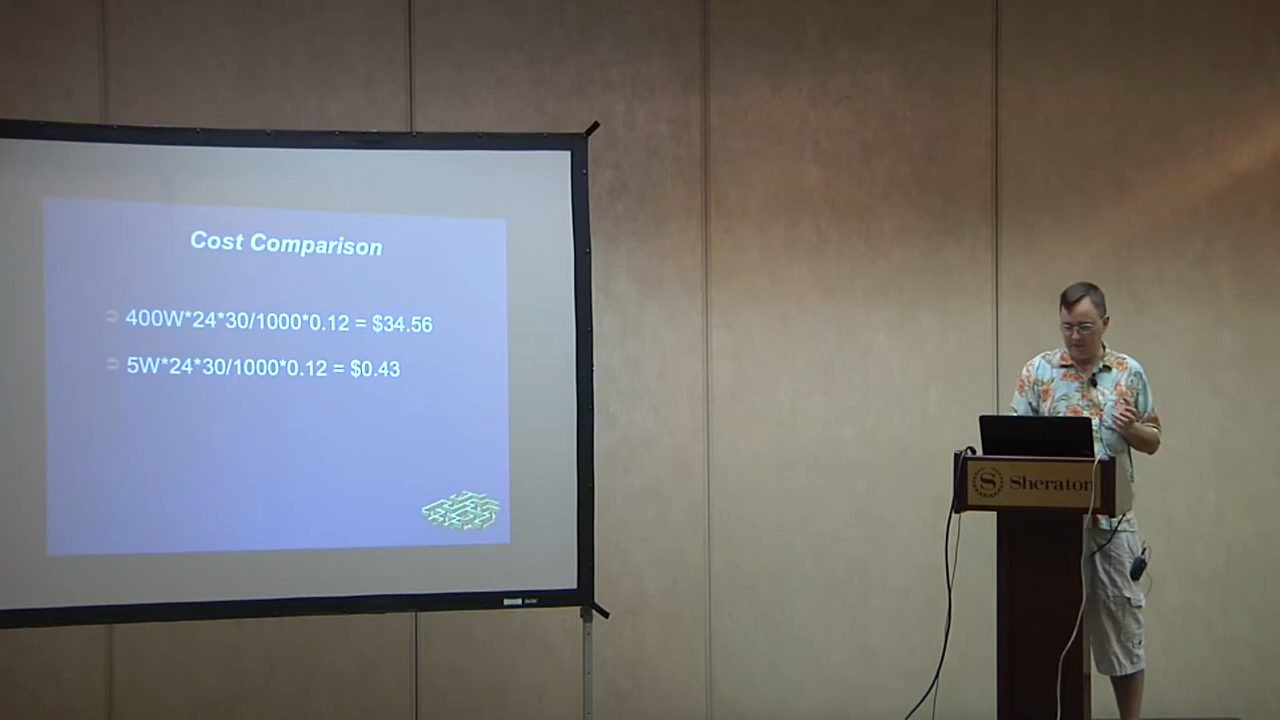 Cost Comparison
400W*24*30/1000*0.12 = $34.56
5W*24*30/1000*0.12 = $0.43
S Sheraton